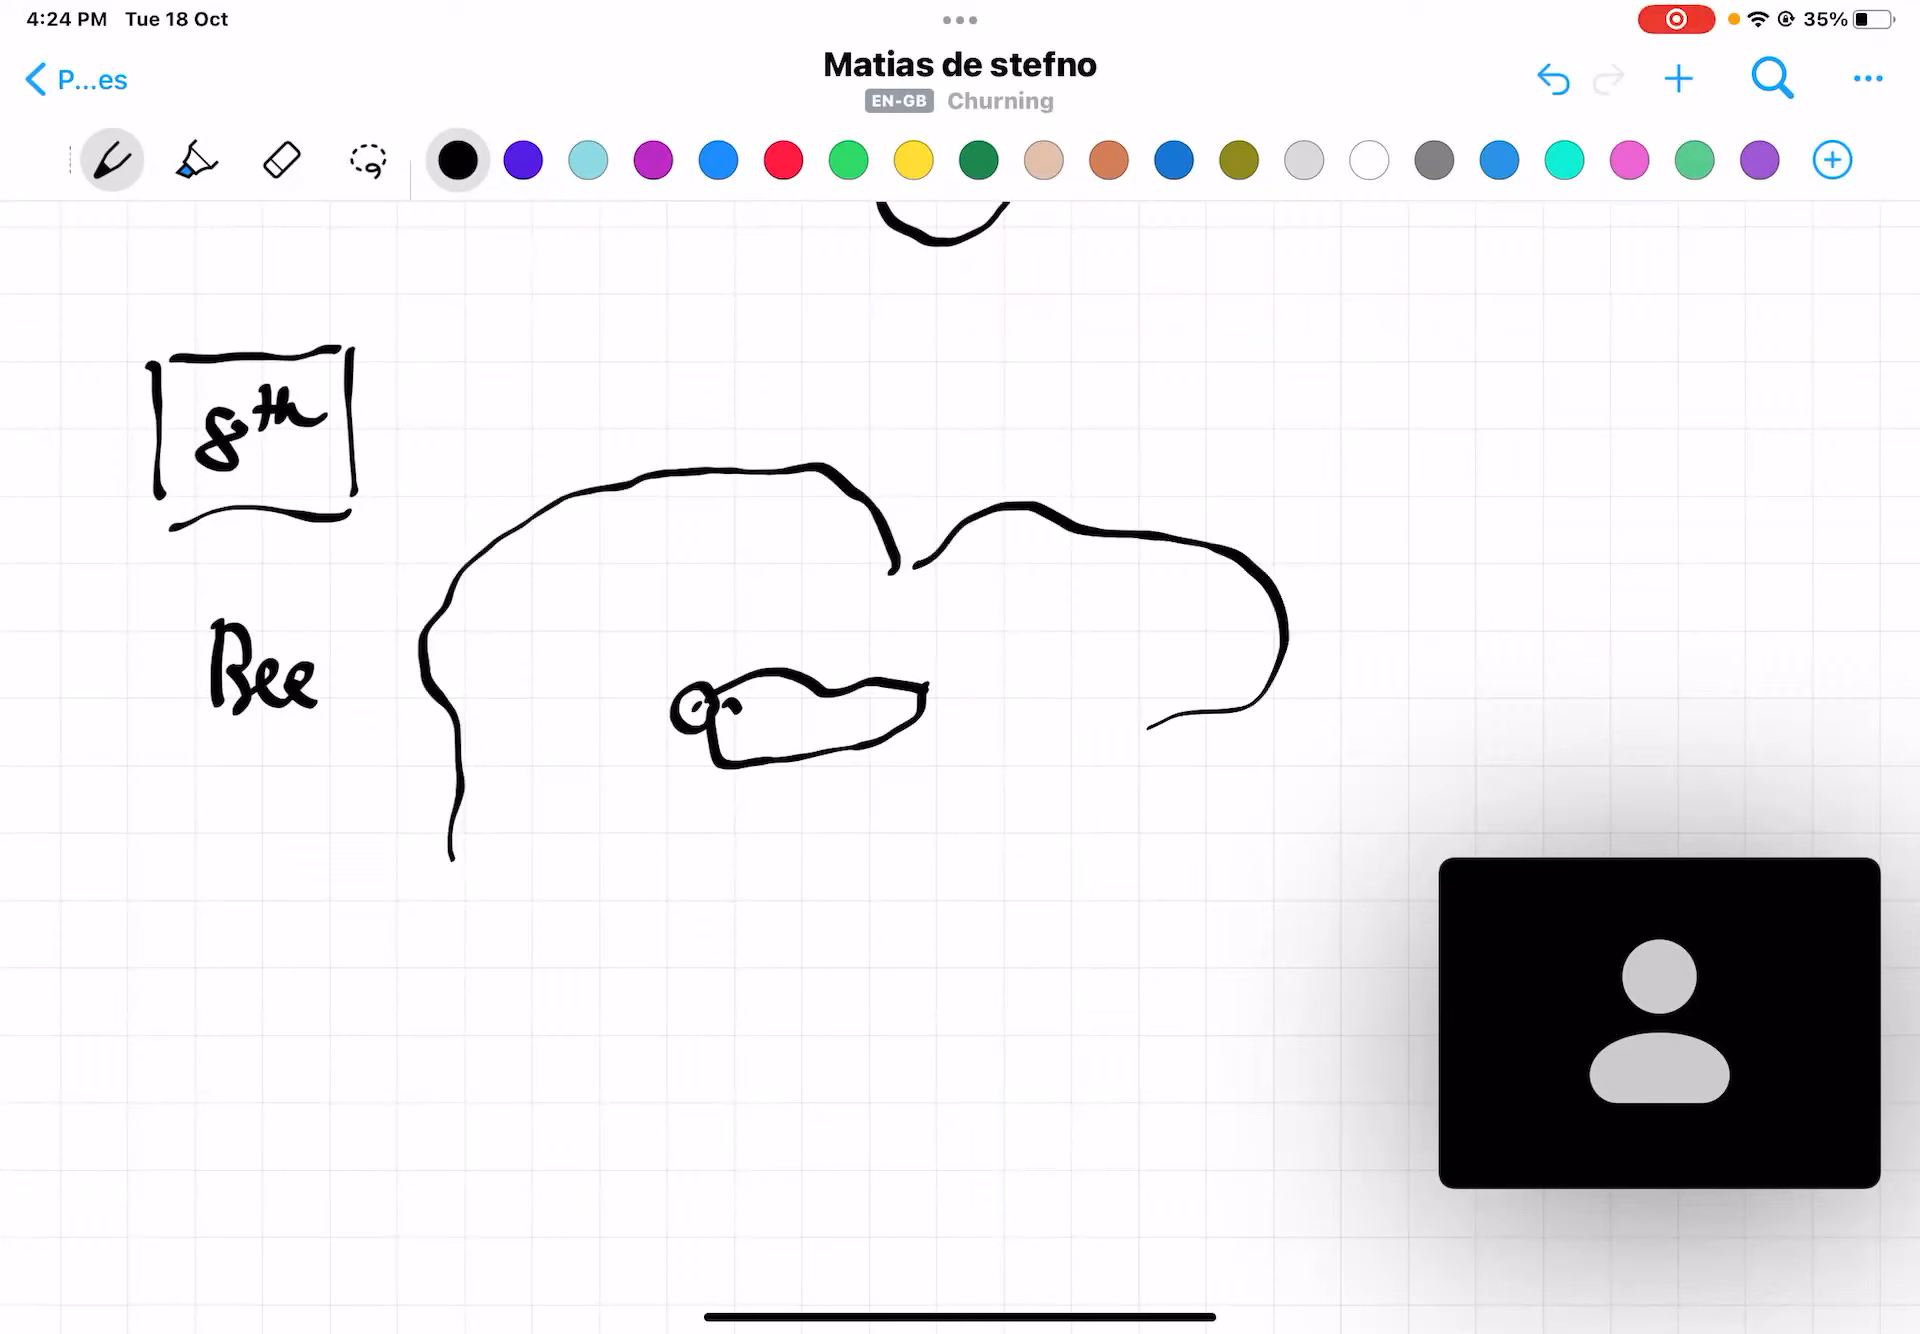 4:24 PM Tue 18 Oct
35%
P...es
Matias de stefno
EN-GB Churning
8th
Bee